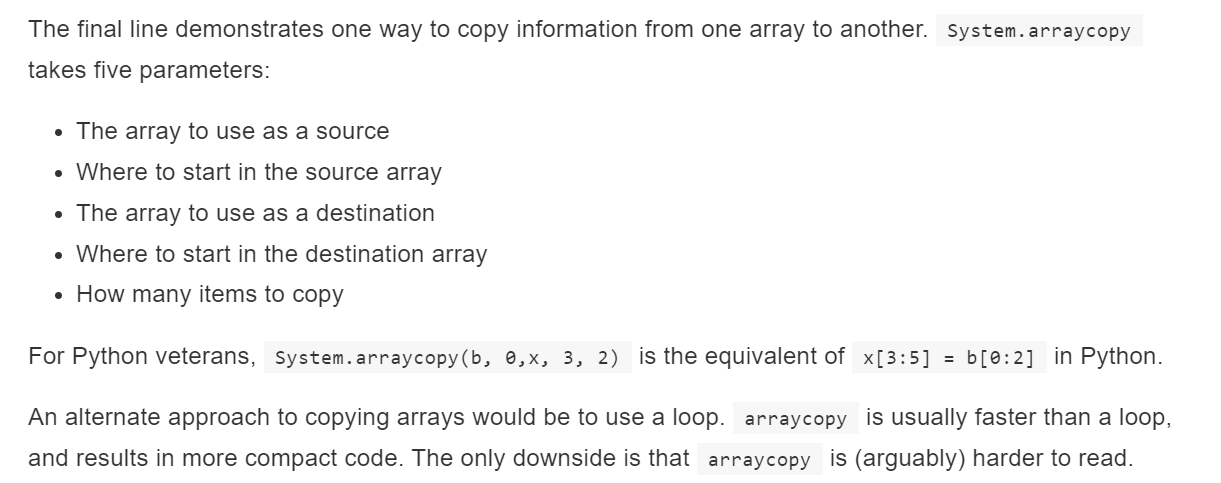 The final line demonstrates one way to copy information from one array to another. System.arraycopy
takes five parameters:
• The array to use as a source
• Where to start in the source array
• The array to use as a destination
• Where to start in the destination array
• How many items to copy
For Python veterans, System.arraycopy(b, 0,x, 3, 2) is the equivalent of x[3:5] = b[0:2] in Python.
An alternate approach to copying arrays would be to use a loop. arraycopy is usually faster than a loop,
and results in more compact code. The only downside is that arraycopy is (arguably) harder to read.